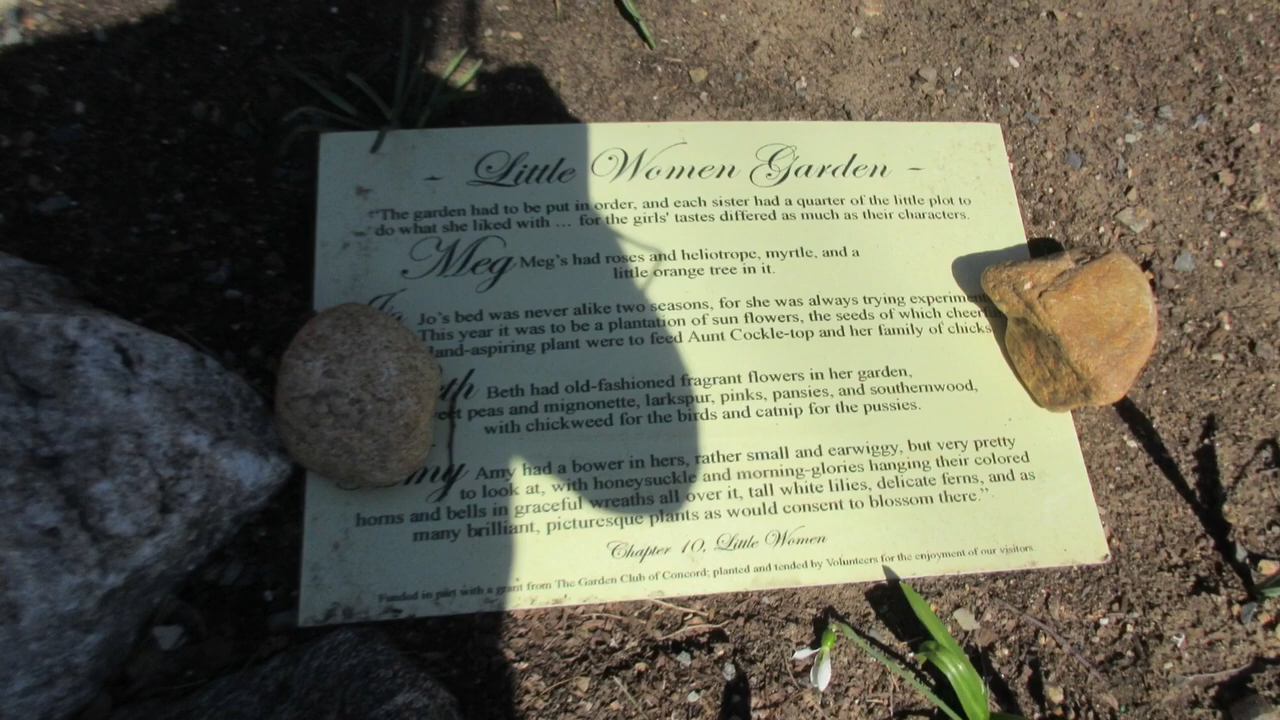 - Little Women Garden -
"The garden had to be put in order, and each sister had a quarter of the little plot to
do what she liked with ... for the girls' tastes differed as much as their characters.
Meg Meg's had roses and heliotrope, myrtle, and a
little orange tree in it.
Jo Jo's bed was never alike two seasons, for she was always trying experiment
This year it was to be a plantation of sun flowers, the seeds of which cheerf
and-aspiring plant were to feed Aunt Cockle-top and her family of chicks
eth Beth had old-fashioned fragrant flowers in her garden,
eet peas and mignonette, larkspur, pinks, pansies, and southernwood,
with chickweed for the birds and catnip for the pussies.
my Amy had a bower in hers, rather small and earwiggy, but very pretty
to look at, with honeysuckle and morning-glories hanging their colored
horns and bells in graceful wreaths all over it, tall white lilies, delicate ferns, and as
many brilliant, picturesque plants as would consent to blossom there."
Chapter 10, Little Women
Funded in part with a grant from The Garden Club of Concord; planted and tended by Volunteers for the enjoyment of our visitors.